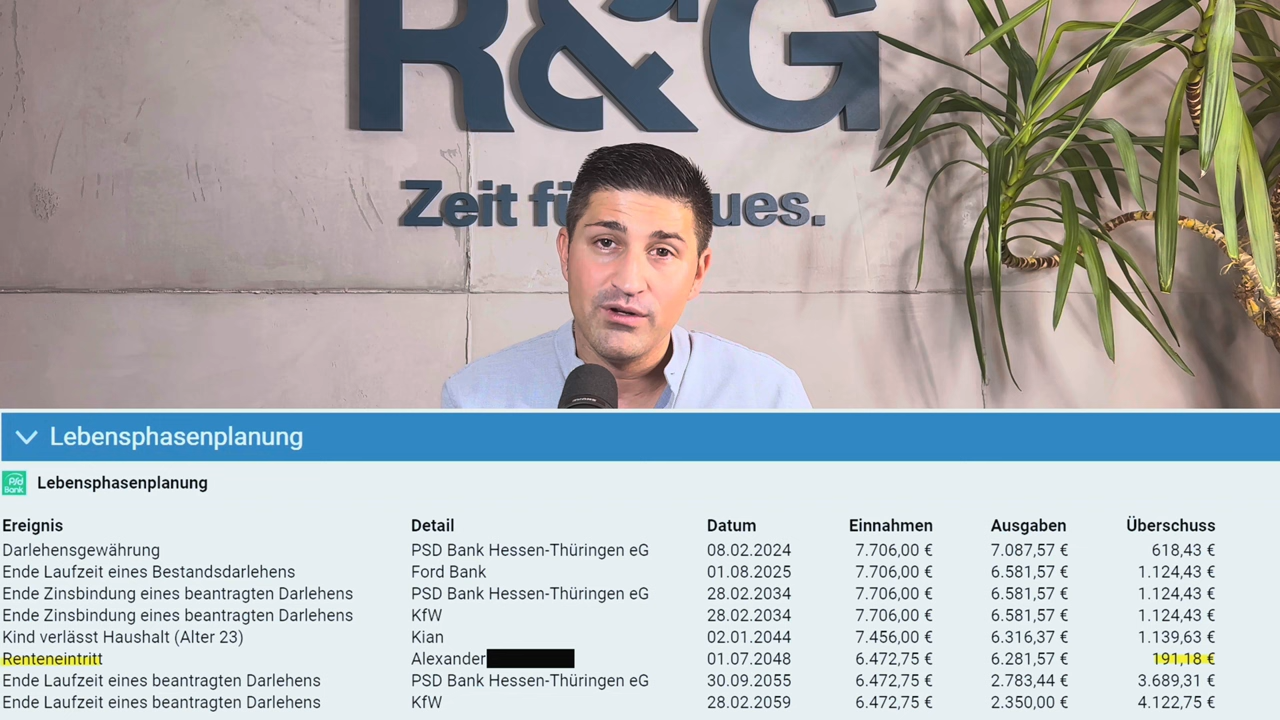 R&G
Zeit fü ues.
Lebensphasenplanung
Psd Bank Lebensphasenplanung
Ereignis Detail Datum Einnahmen Ausgaben Überschuss
Darlehensgewährung PSD Bank Hessen-Thüringen eG 08.02.2024 7.706,00 € 7.087,57 € 618,43 €
Ende Laufzeit eines Bestandsdarlehens Ford Bank 01.08.2025 7.706,00 € 6.581,57 € 1.124,43 €
Ende Zinsbindung eines beantragten Darlehens PSD Bank Hessen-Thüringen eG 28.02.2034 7.706,00 € 6.581,57 € 1.124,43 €
Ende Zinsbindung eines beantragten Darlehens KfW 28.02.2034 7.706,00 € 6.581,57 € 1.124,43 €
Kind verlässt Haushalt (Alter 23) Kian 02.01.2044 7.456,00 € 6.316,37 € 1.139,63 €
Renteneintritt Alexander 01.07.2048 6.472,75 € 6.281,57 € 191,18 €
Ende Laufzeit eines beantragten Darlehens PSD Bank Hessen-Thüringen eG 30.09.2055 6.472,75 € 2.783,44 € 3.689,31 €
Ende Laufzeit eines beantragten Darlehens KfW 28.02.2059 6.472,75 € 2.350,00 € 4.122,75 €